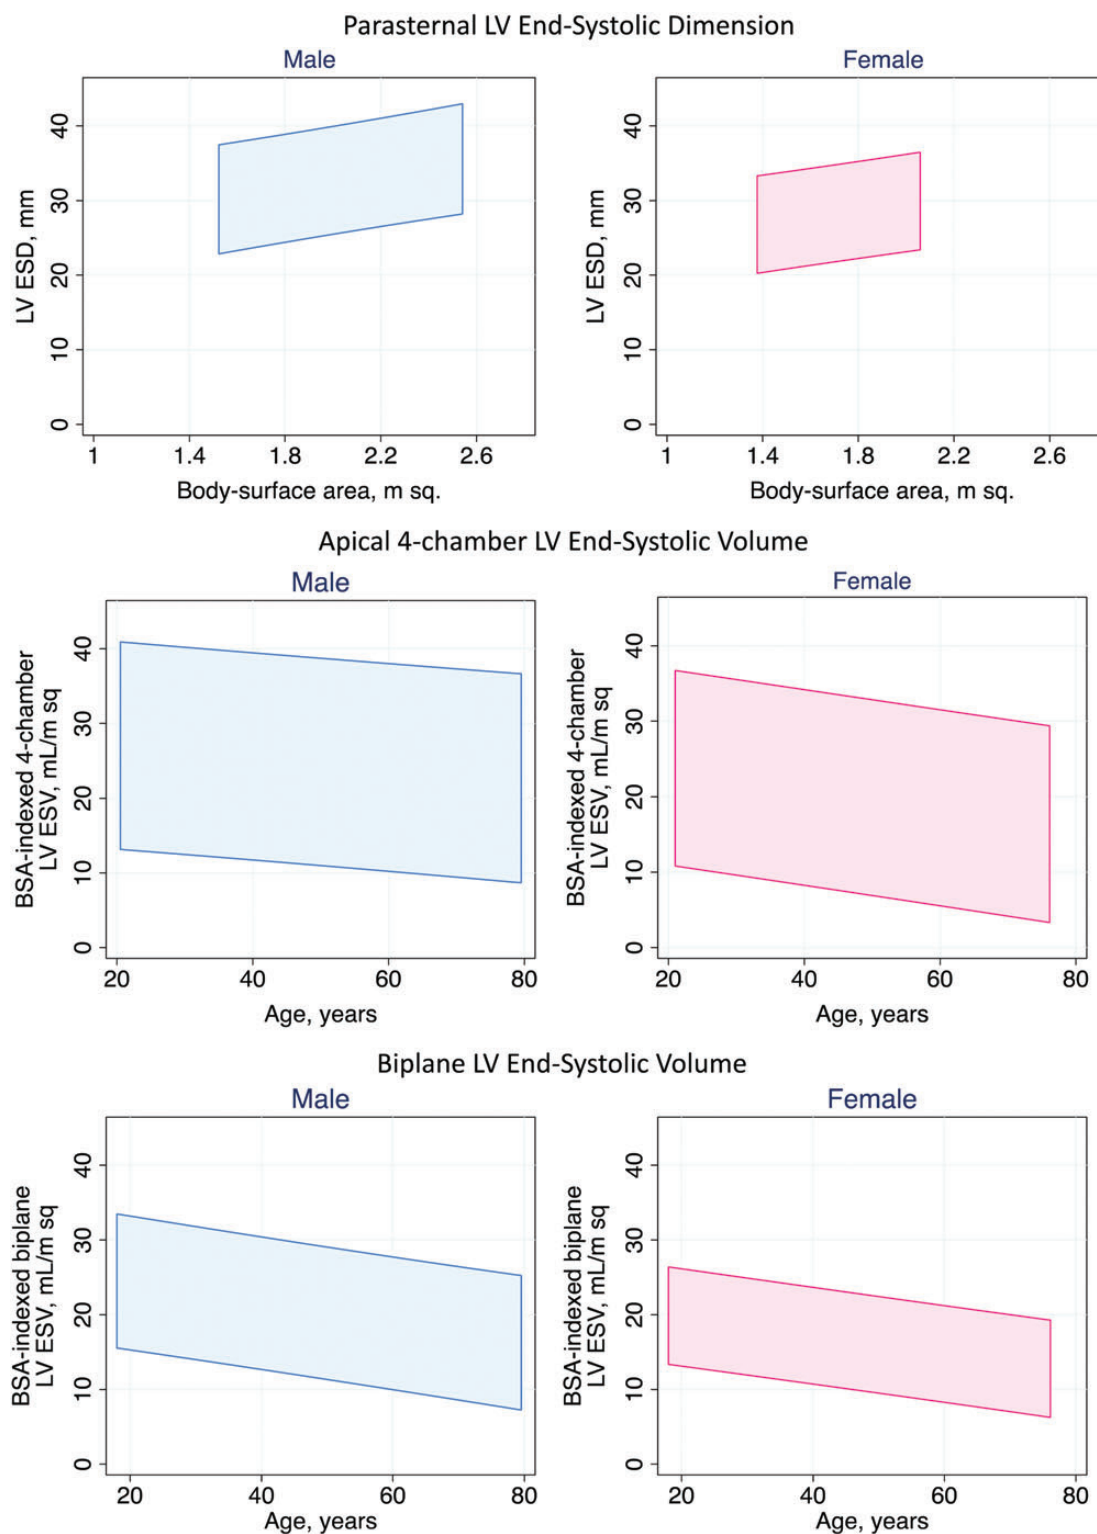 Parasternal LV End-Systolic Dimension
Male
Female
LV ESD, mm
40
30
20
10
0
1 1.4 1.8 2.2 2.6
Body-surface area, m sq.
LV ESD, mm
40
30
20
10
0
1 1.4 1.8 2.2 2.6
Body-surface area, m sq.
Apical 4-chamber LV End-Systolic Volume
Male
Female
BSA-indexed 4-chamber
LV ESV, mL/m sq
40
30
20
10
0
20 40 60 80
Age, years
BSA-indexed 4-chamber
LV ESV, mL/m sq
40
30
20
10
0
20 40 60 80
Age, years
Biplane LV End-Systolic Volume
Male
Female
BSA-indexed biplane
LV ESV, mL/m sq
40
30
20
10
0
20 40 60 80
Age, years
BSA-indexed biplane
LV ESV, mL/m sq
40
30
20
10
0
20 40 60 80
Age, years